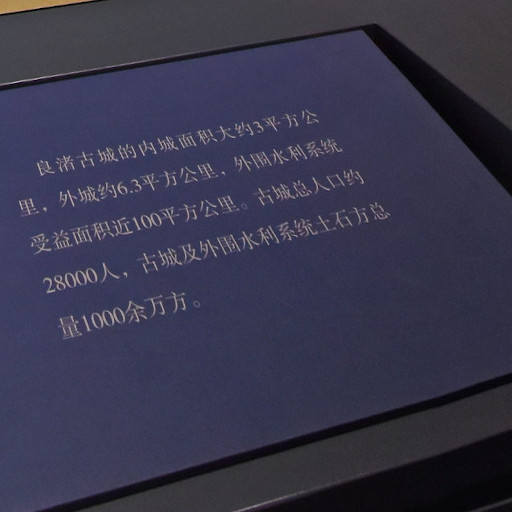 良渚古城的内城面积大约3平方公
里，外城约6.3平方公里，外围水利系统
受益面积近100平方公里。古城总人口约
28000人，古城及外围水利系统土石方总
量1000余万方。